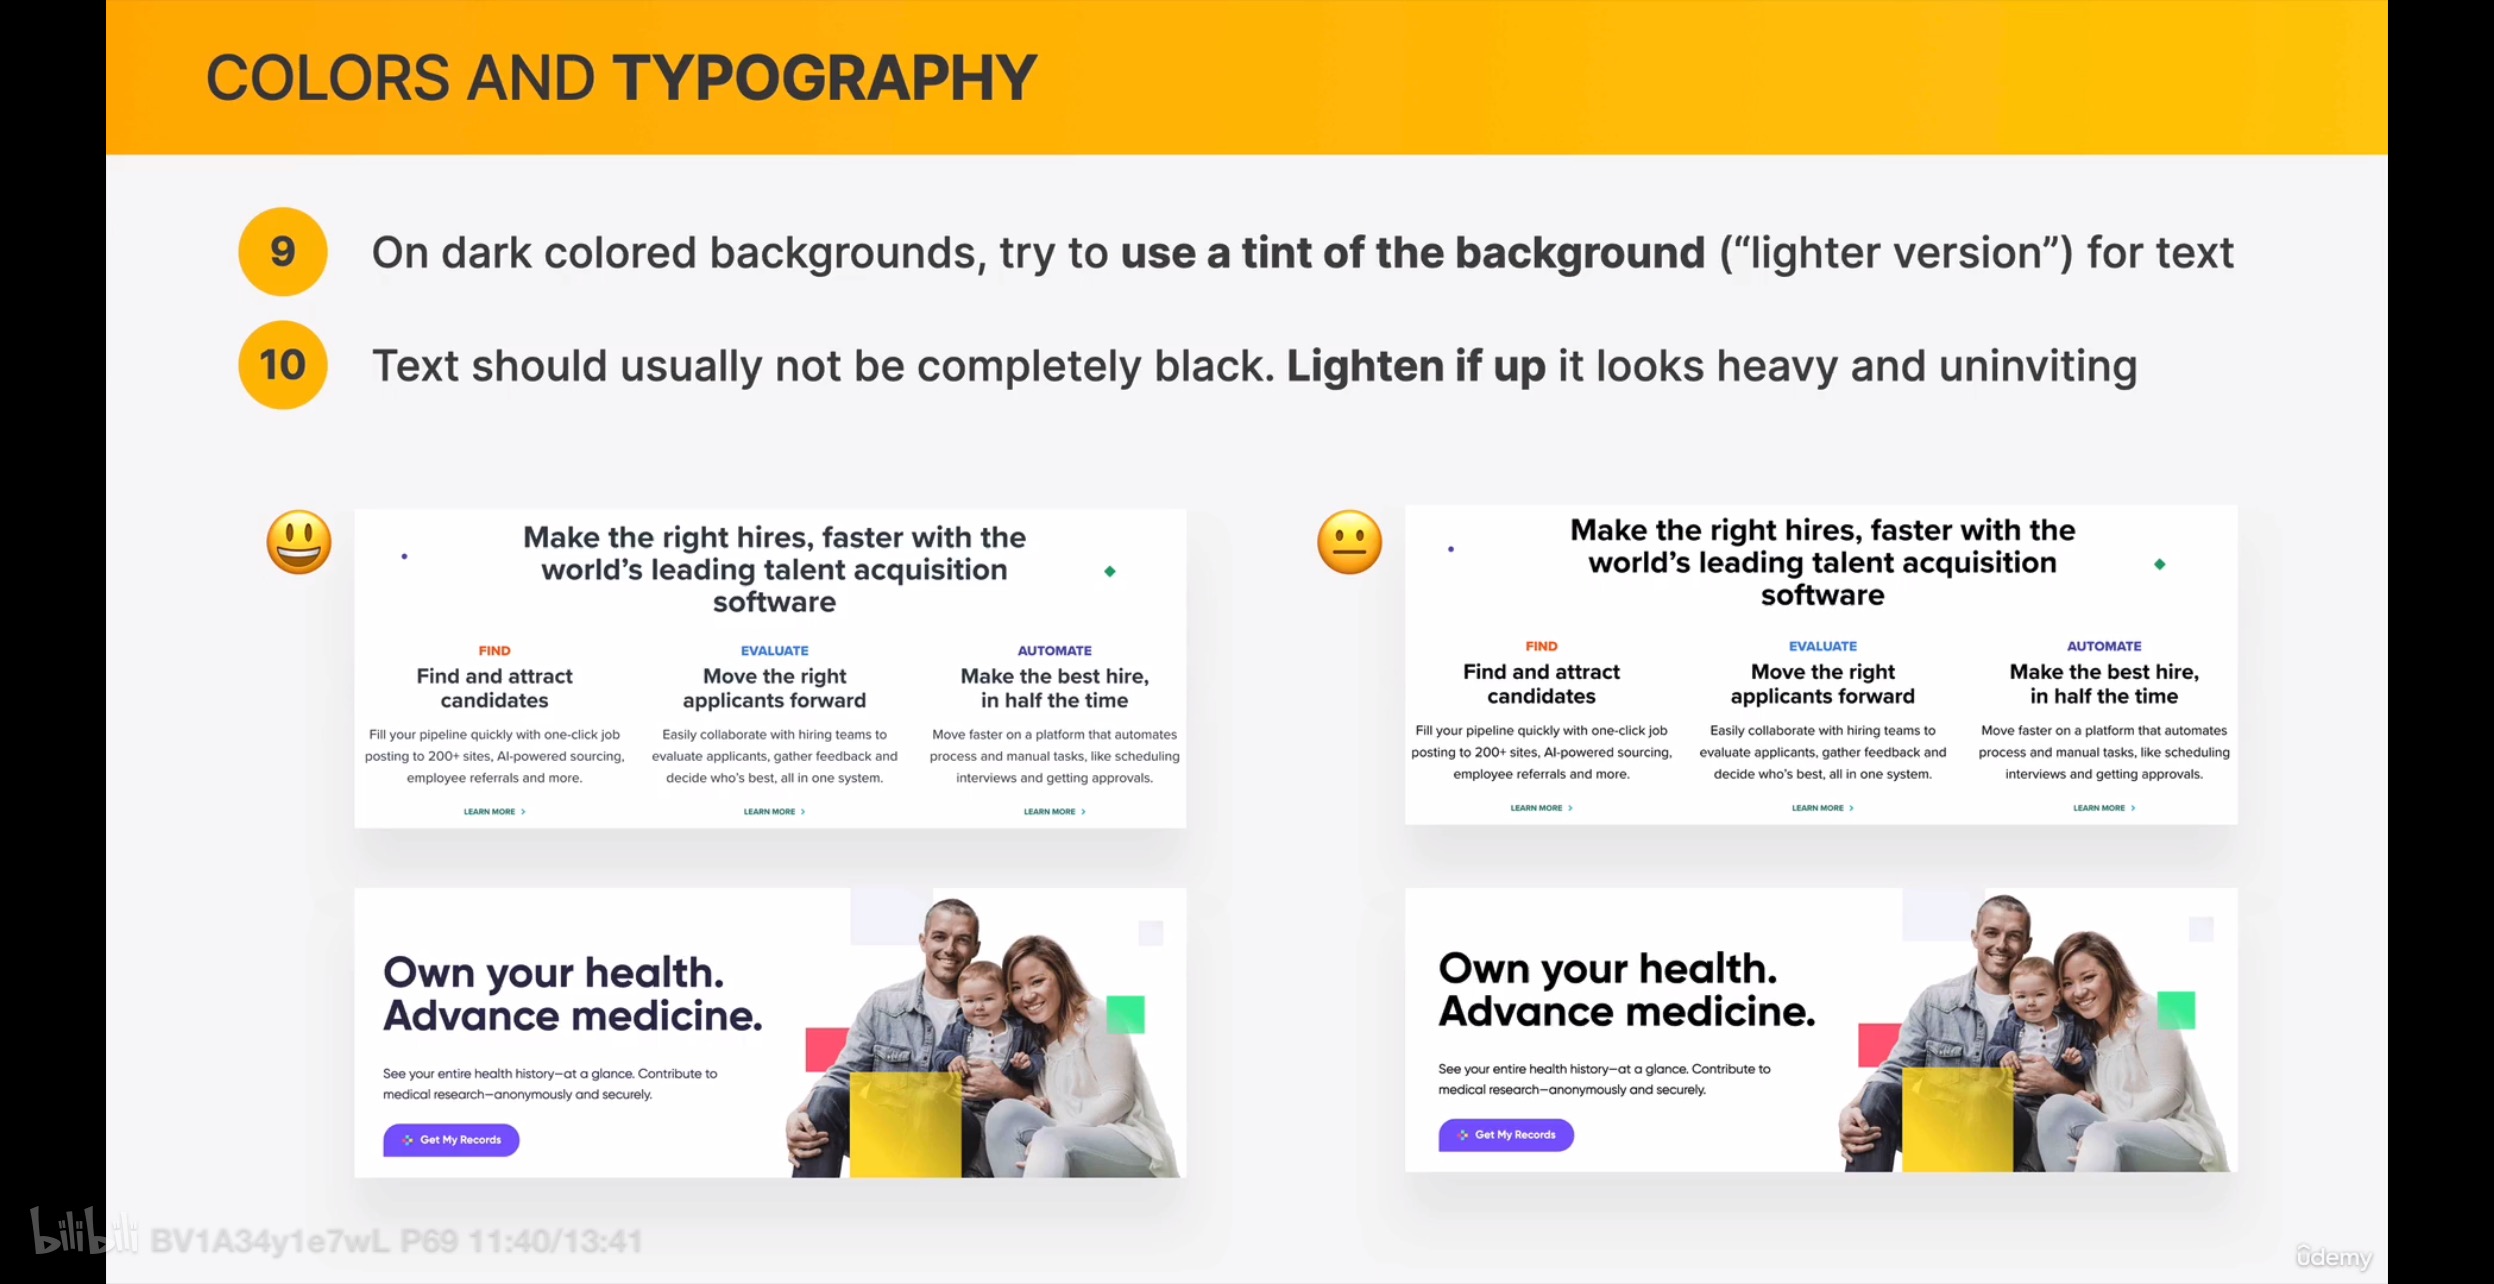 COLORS AND TYPOGRAPHY
9 On dark colored backgrounds, try to use a tint of the background (“lighter version”) for text
10 Text should usually not be completely black. Lighten if up it looks heavy and uninviting
Make the right hires, faster with the
world’s leading talent acquisition
software
FIND
Find and attract
candidates
Fill your pipeline quickly with one-click job
posting to 200+ sites, AI-powered sourcing,
employee referrals and more.
LEARN MORE >
EVALUATE
Move the right
applicants forward
Easily collaborate with hiring teams to
evaluate applicants, gather feedback and
decide who’s best, all in one system.
LEARN MORE >
AUTOMATE
Make the best hire,
in half the time
Move faster on a platform that automates
process and manual tasks, like scheduling
interviews and getting approvals.
LEARN MORE >
Make the right hires, faster with the
world’s leading talent acquisition
software
FIND
Find and attract
candidates
Fill your pipeline quickly with one-click job
posting to 200+ sites, AI-powered sourcing,
employee referrals and more.
LEARN MORE >
EVALUATE
Move the right
applicants forward
Easily collaborate with hiring teams to
evaluate applicants, gather feedback and
decide who’s best, all in one system.
LEARN MORE >
AUTOMATE
Make the best hire,
in half the time
Move faster on a platform that automates
process and manual tasks, like scheduling
interviews and getting approvals.
LEARN MORE >
Own your health.
Advance medicine.
See your entire health history—at a glance. Contribute to
medical research—anonymously and securely.
Get My Records
Own your health.
Advance medicine.
See your entire health history—at a glance. Contribute to
medical research—anonymously and securely.
Get My Records
bilibili BV1A34y1e7wL P69 11:40/13:41
ûdemy